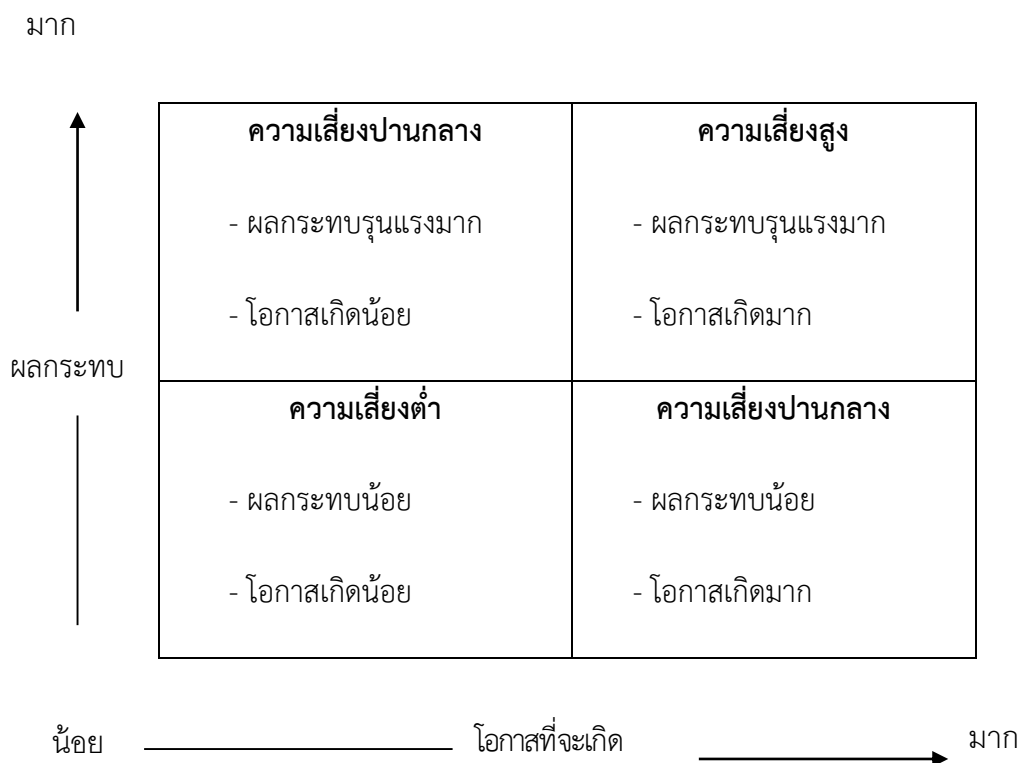 มาก
ความเสี่ยงปานกลาง
- ผลกระทบรุนแรงมาก
- โอกาสเกิดน้อย
ความเสี่ยงสูง
- ผลกระทบรุนแรงมาก
- โอกาสเกิดมาก
ผลกระทบ
ความเสี่ยงต่ำ
- ผลกระทบน้อย
- โอกาสเกิดน้อย
ความเสี่ยงปานกลาง
- ผลกระทบน้อย
- โอกาสเกิดมาก
น้อย โอกาสที่จะเกิด มาก